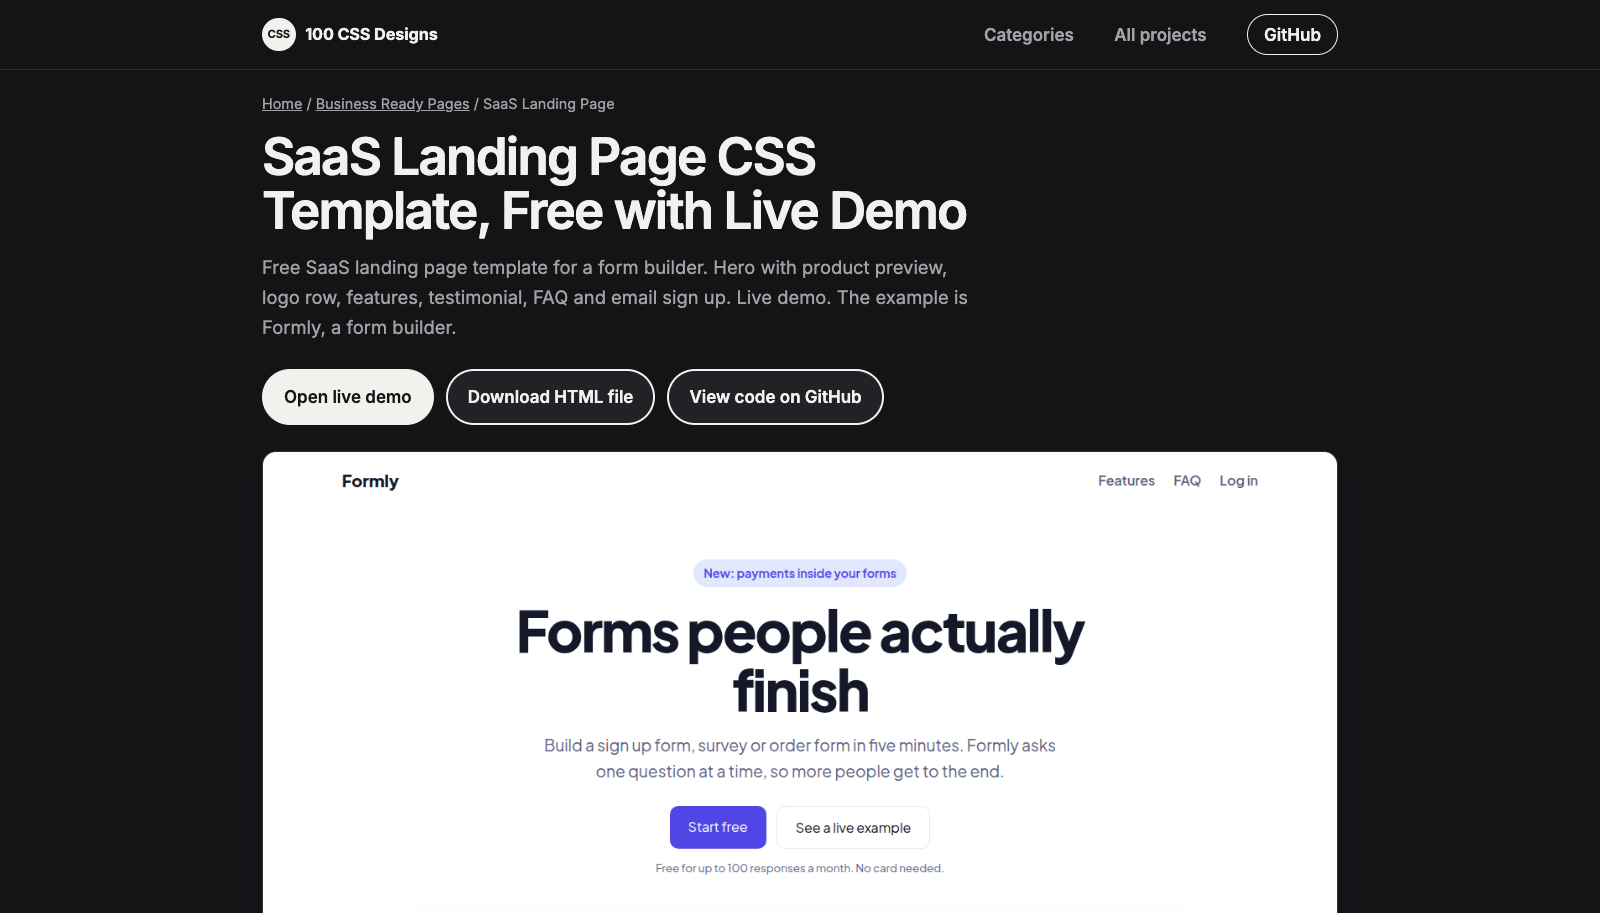 CSS 100 CSS Designs
Categories All projects GitHub
Home / Business Ready Pages / SaaS Landing Page
SaaS Landing Page CSS
Template, Free with Live Demo
Free SaaS landing page template for a form builder. Hero with product preview,
logo row, features, testimonial, FAQ and email sign up. Live demo. The example is
Formly, a form builder.
Open live demo Download HTML file View code on GitHub
Formly Features FAQ Log in
New: payments inside your forms
Forms people actually
finish
Build a sign up form, survey or order form in five minutes. Formly asks
one question at a time, so more people get to the end.
Start free See a live example
Free for up to 100 responses a month. No card needed.